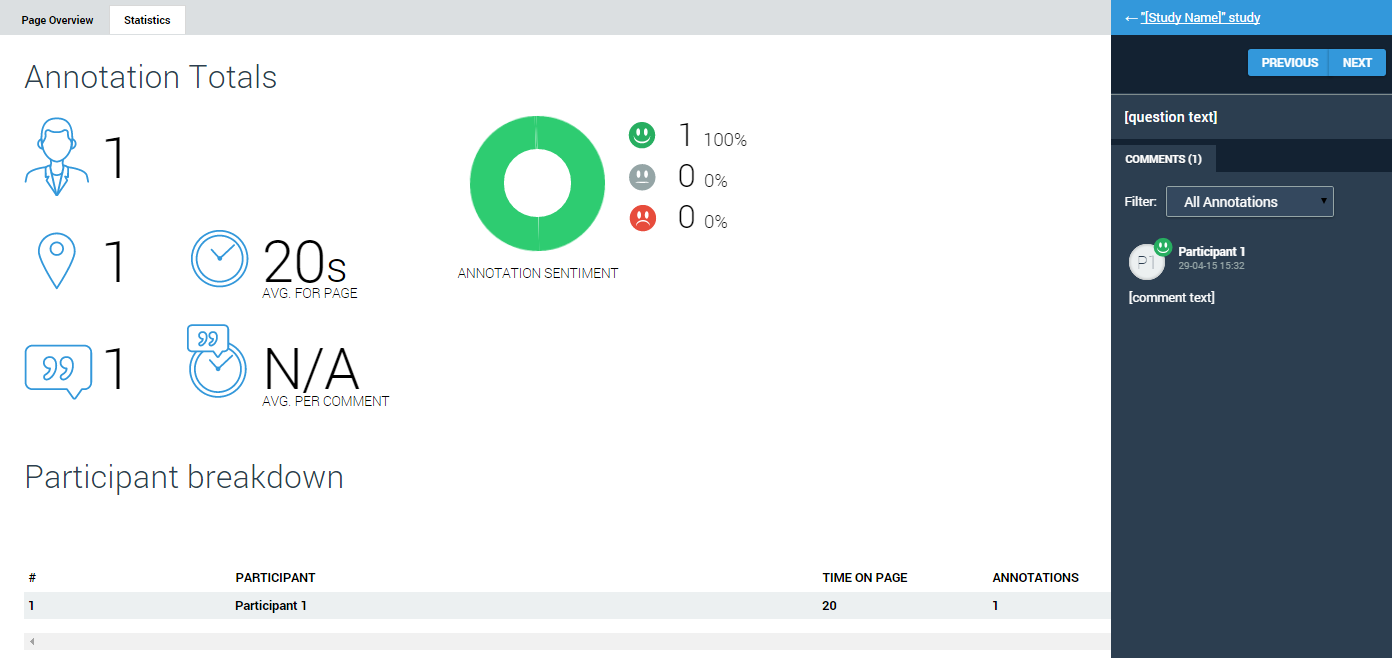 Page Overview
Statistics
Annotation Totals
1
1
20s
AVG. FOR PAGE
1
N/A
AVG. PER COMMENT
1 100%
0 0%
0 0%
ANNOTATION SENTIMENT
Participant breakdown
# PARTICIPANT TIME ON PAGE ANNOTATIONS
1 Participant 1 20 1
←"[Study Name]" study
PREVIOUS NEXT
[question text]
COMMENTS (1)
Filter: All Annotations
P1
Participant 1
29-04-15 15:32
[comment text]